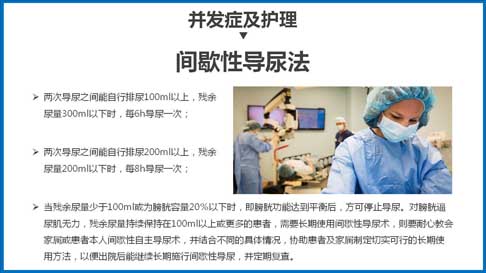 并发症及护理
间歇性导尿法
➢ 两次导尿之间能自行排尿100ml以上，残余
尿量300ml以下时，每6h导尿一次；
➢ 两次导尿之间能自行排尿200ml以上，残余
尿量200ml以下时，每8h导尿一次；
➢ 当残余尿量少于100ml或为膀胱容量20%以下时，即膀胱功能达到平衡后，方可停止导尿。对膀胱逼
尿肌无力，残余尿量持续保持在100ml以上或更多的患者，需要长期使用间歇性导尿术，则要耐心教会
家属或患者本人间歇性自主导尿术，并结合不同的具体情况，协助患者及家属制定切实可行的长期使
用方法，以便出院后能继续长期施行间歇性导尿，并定期复查。